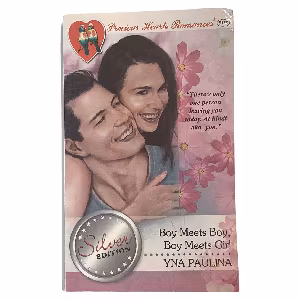 Precious Hearts Romances
"There's only
one person
leaving you
today. At hindi
ako 'yon."
Silver
EDITION
Boy Meets Boy,
Boy Meets Girl
YNA PAULINA